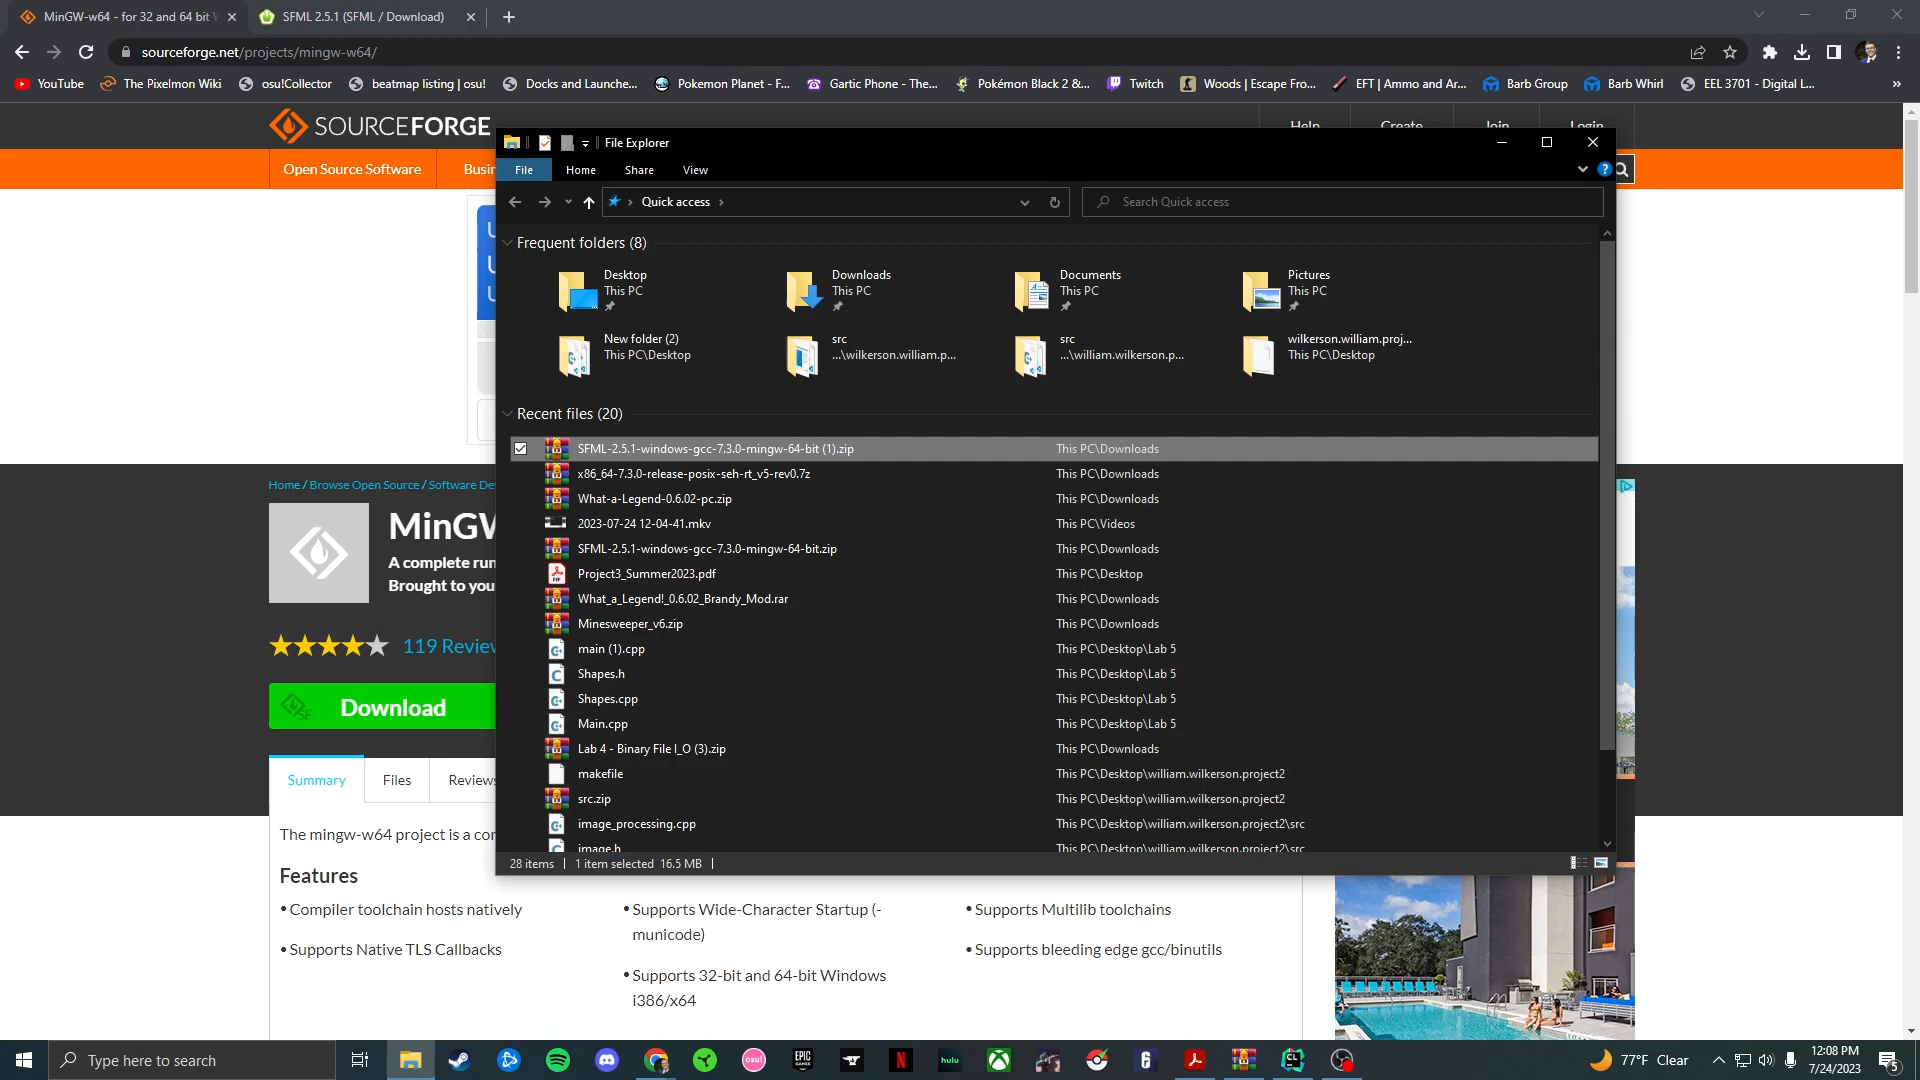 MinGW-w64 - for 32 and 64 bit
SFML 2.5.1 (SFML / Download)
sourceforge.net/projects/mingw-w64/
YouTube
The Pixelmon Wiki
osu!Collector
beatmap listing | osu!
Docks and Launche...
Pokemon Planet - F...
Gartic Phone - The...
Pokémon Black 2 &...
Twitch
Woods | Escape Fro...
EFT | Ammo and Ar...
Barb Group
Barb Whirl
EEL 3701 - Digital L...
»
SOURCEFORGE
Help
Create
Join
Login
Open Source Software
File Explorer
File
Home
Share
View
Quick access
Search Quick access
Frequent folders (8)
Desktop
This PC
Downloads
This PC
Documents
This PC
Pictures
This PC
New folder (2)
This PC\Desktop
src
...\wilkerson.william.p...
src
...\william.wilkerson.p...
wilkerson.william.proj...
This PC\Desktop
Recent files (20)
SFML-2.5.1-windows-gcc-7.3.0-mingw-64-bit (1).zip This PC\Downloads
x86_64-7.3.0-release-posix-seh-rt_v5-rev0.7z This PC\Downloads
What-a-Legend-0.6.02-pc.zip This PC\Downloads
2023-07-24 12-04-41.mkv This PC\Videos
SFML-2.5.1-windows-gcc-7.3.0-mingw-64-bit.zip This PC\Downloads
Project3_Summer2023.pdf This PC\Desktop
What_a_Legend!_0.6.02_Brandy_Mod.rar This PC\Downloads
Minesweeper_v6.zip This PC\Downloads
main (1).cpp This PC\Desktop\Lab 5
Shapes.h This PC\Desktop\Lab 5
Shapes.cpp This PC\Desktop\Lab 5
Main.cpp This PC\Desktop\Lab 5
Lab 4 - Binary File I_O (3).zip This PC\Downloads
makefile This PC\Desktop\william.wilkerson.project2
src.zip This PC\Desktop\william.wilkerson.project2
image_processing.cpp This PC\Desktop\william.wilkerson.project2\src
image.h This PC\Desktop\william.wilkerson.project2\src
28 items | 1 item selected 16.5 MB |
Home / Browse Open Source / Software De
MinGW
A complete run
Brought to you
119 Review
Download
Summary
Files
Reviews
The mingw-w64 project is a co
Features
• Compiler toolchain hosts natively
• Supports Native TLS Callbacks
• Supports Wide-Character Startup (-
municode)
• Supports 32-bit and 64-bit Windows
i386/x64
• Supports Multilib toolchains
• Supports bleeding edge gcc/binutils
Type here to search
osu!
EPIC GAMES
N
hulu
6
CL
77°F Clear
12:08 PM
7/24/2023
5